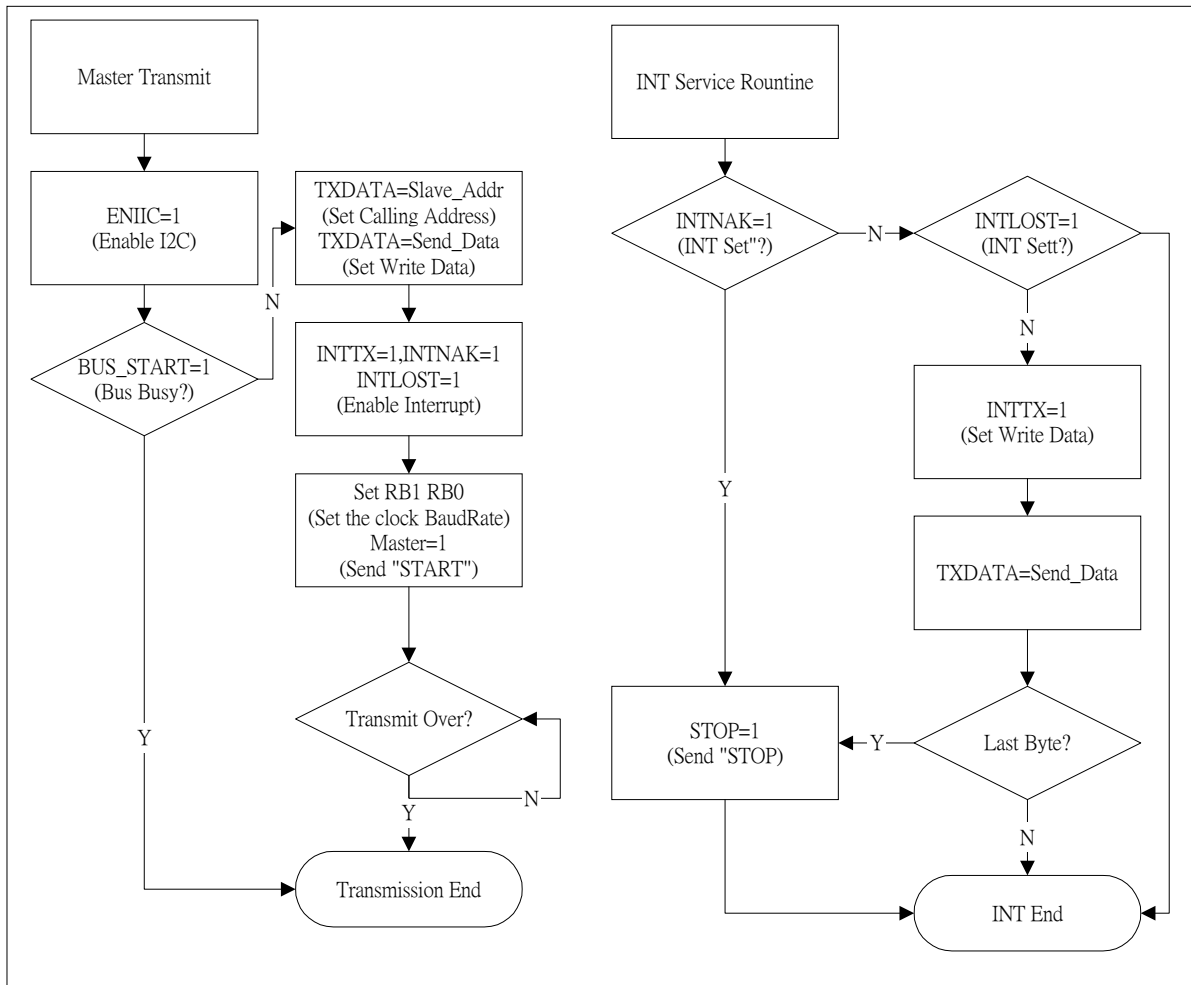 Master Transmit
ENIIC=1
(Enable I2C)
BUS_START=1
(Bus Busy?)
N
Y
TXDATA=Slave_Addr
(Set Calling Address)
TXDATA=Send_Data
(Set Write Data)
INTTX=1,INTNAK=1
INTLOST=1
(Enable Interrupt)
Set RB1 RB0
(Set the clock BaudRate)
Master=1
(Send "START")
Transmit Over?
N
Y
Transmission End
INT Service Rountine
INTNAK=1
(INT Set"?)
N
Y
INTLOST=1
(INT Sett?)
N
INTTX=1
(Set Write Data)
TXDATA=Send_Data
Last Byte?
Y
N
STOP=1
(Send "STOP)
INT End